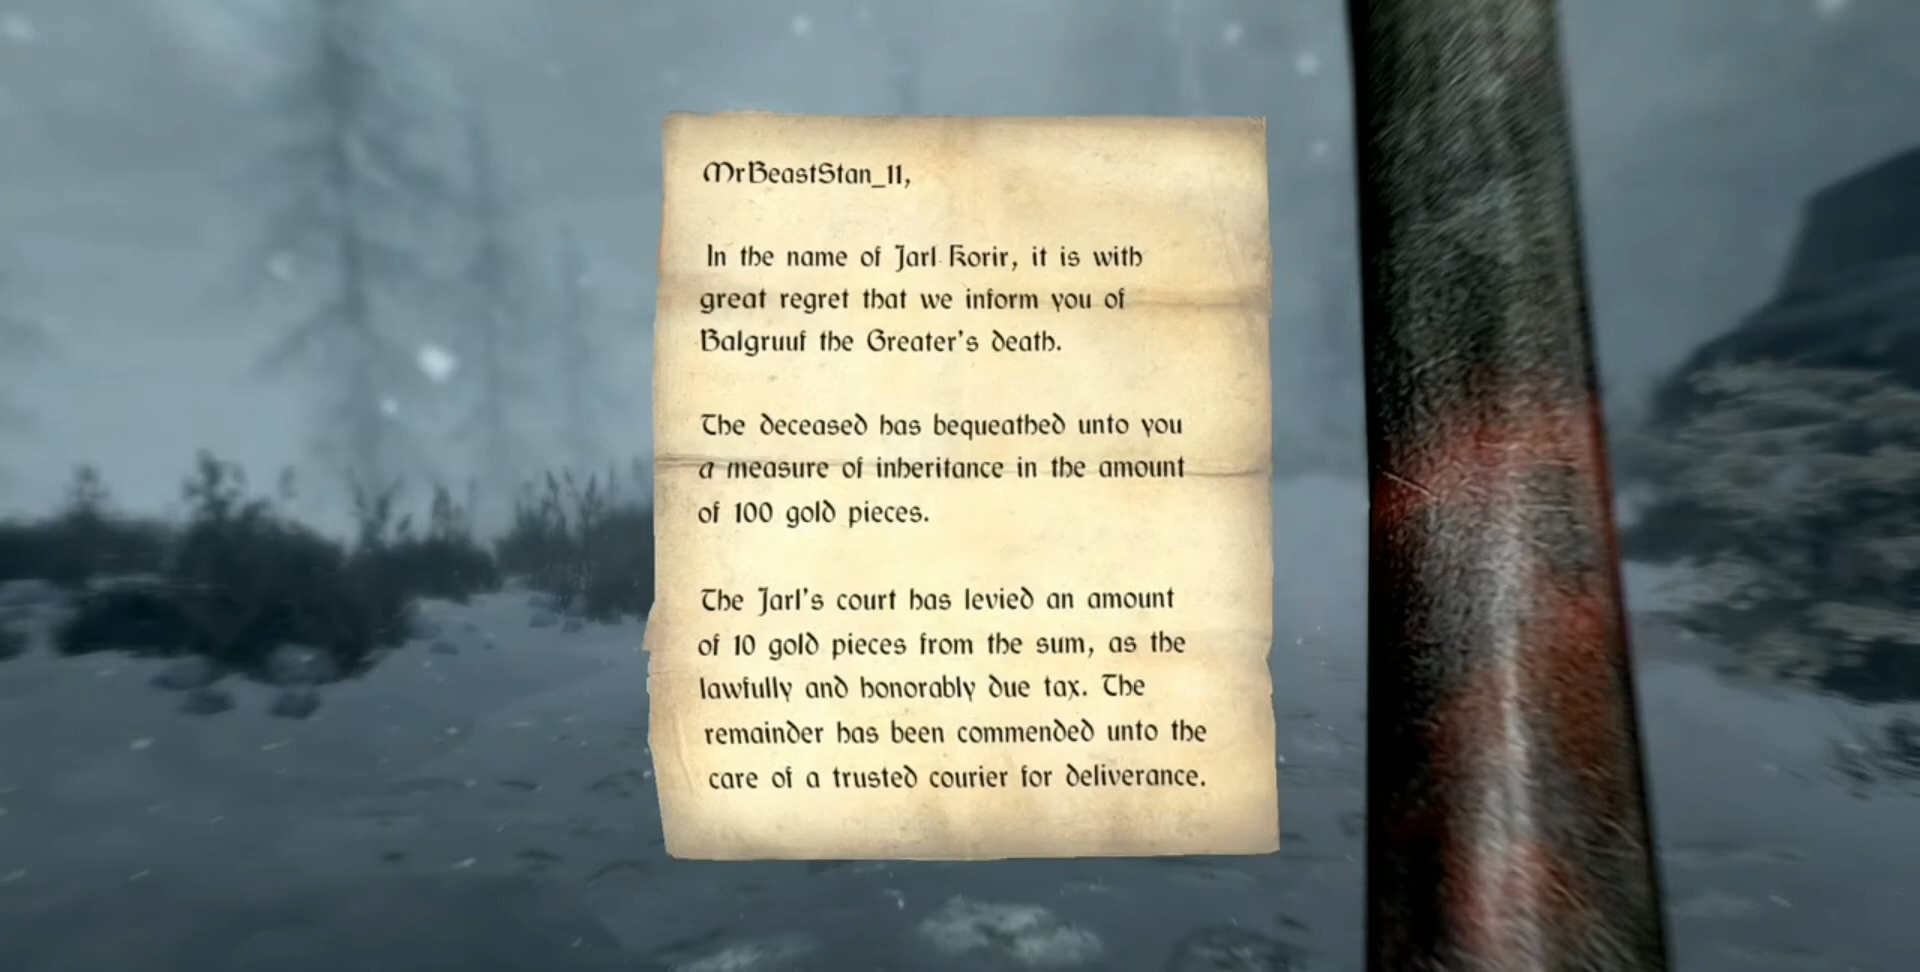 MrBeastStan_11,
In the name of Jarl Korir, it is with
great regret that we inform you of
Balgruuf the Greater's death.
The deceased has bequeathed unto you
a measure of inheritance in the amount
of 100 gold pieces.
The Jarl's court has levied an amount
of 10 gold pieces from the sum, as the
lawfully and honorably due tax. The
remainder has been commended unto the
care of a trusted courier for deliverance.